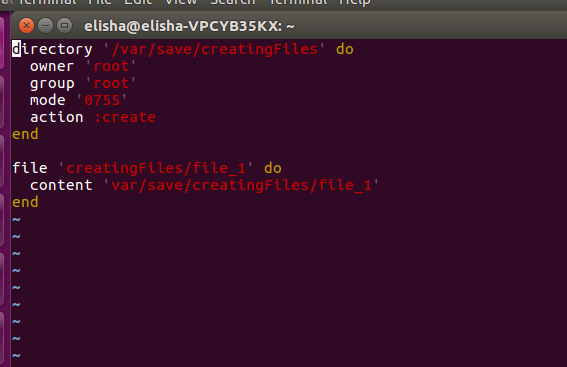 al Terminal File Edit View Search Terminal Help
elisha@elisha-VPCYB35KX: ~
directory '/var/save/creatingFiles' do
  owner 'root'
  group 'root'
  mode '0755'
  action :create
end

file 'creatingFiles/file_1' do
  content 'var/save/creatingFiles/file_1'
end
~
~
~
~
~
~
~
~
~